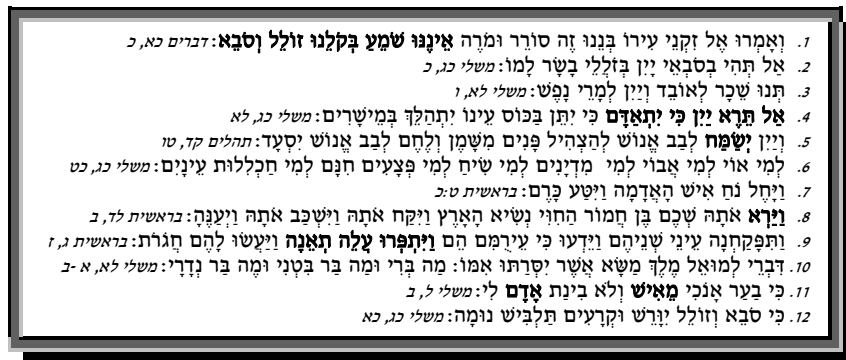 1. וְאָמְרוּ אֶל זִקְנֵי עִירוֹ בְּנֵנוּ זֶה סוֹרֵר וּמֹרֶה אֵינֶנּוּ שֹׁמֵעַ בְּקֹלֵנוּ זוֹלֵל וְסֹבֵא: דברים כא, כ
2. אַל תְּהִי בְסֹבְאֵי יָיִן בְּזֹלֲלֵי בָשָׂר לָמוֹ: משלי כג, כ
3. תְּנוּ שֵׁכָר לְאוֹבֵד וְיַיִן לְמָרֵי נָפֶשׁ: משלי לא, ו
4. אַל תֵּרֶא יַיִן כִּי יִתְאַדָּם כִּי יִתֵּן בַּכּוֹס עֵינוֹ יִתְהַלֵּךְ בְּמֵישָׁרִים: משלי כג, לא
5. וְיַיִן יְשַׂמַּח לְבַב אֱנוֹשׁ לְהַצְהִיל פָּנִים מִשָּׁמֶן וְלֶחֶם לְבַב אֱנוֹשׁ יִסְעָד: תהלים קד, טו
6. לְמִי אוֹי לְמִי אֲבוֹי לְמִי מִדְיָנִים לְמִי שִׂיחַ לְמִי פְּצָעִים חִנָּם לְמִי חַכְלִלוּת עֵינָיִם: משלי כג, כט
7. וַיָּחֶל נֹחַ אִישׁ הָאֲדָמָה וַיִּטַּע כָּרֶם: בראשית ט:כ
8. וַיַּרְא אֹתָהּ שְׁכֶם בֶּן חֲמוֹר הַחִוִּי נְשִׂיא הָאָרֶץ וַיִּקַּח אֹתָהּ וַיִּשְׁכַּב אֹתָהּ וַיְעַנֶּהָ: בראשית לד, ב
9. וַתִּפָּקַחְנָה עֵינֵי שְׁנֵיהֶם וַיֵּדְעוּ כִּי עֵירֻמִּם הֵם וַיִּתְפְּרוּ עֲלֵה תְאֵנָה וַיַּעֲשׂוּ לָהֶם חֲגֹרֹת: בראשית ג, ז
10. דִּבְרֵי לְמוּאֵל מֶלֶךְ מַשָּׂא אֲשֶׁר יִסְּרַתּוּ אִמּוֹ: מַה בְּרִי וּמַה בַּר בִּטְנִי וּמֶה בַּר נְדָרָי: משלי לא, א -ב
11. כִּי בַעַר אָנֹכִי מֵאִישׁ וְלֹא בִינַת אָדָם לִי: משלי ל, ב
12. כִּי סֹבֵא וְזוֹלֵל יִוָּרֵשׁ וּקְרָעִים תַּלְבִּישׁ נוּמָה: משלי כג, כא